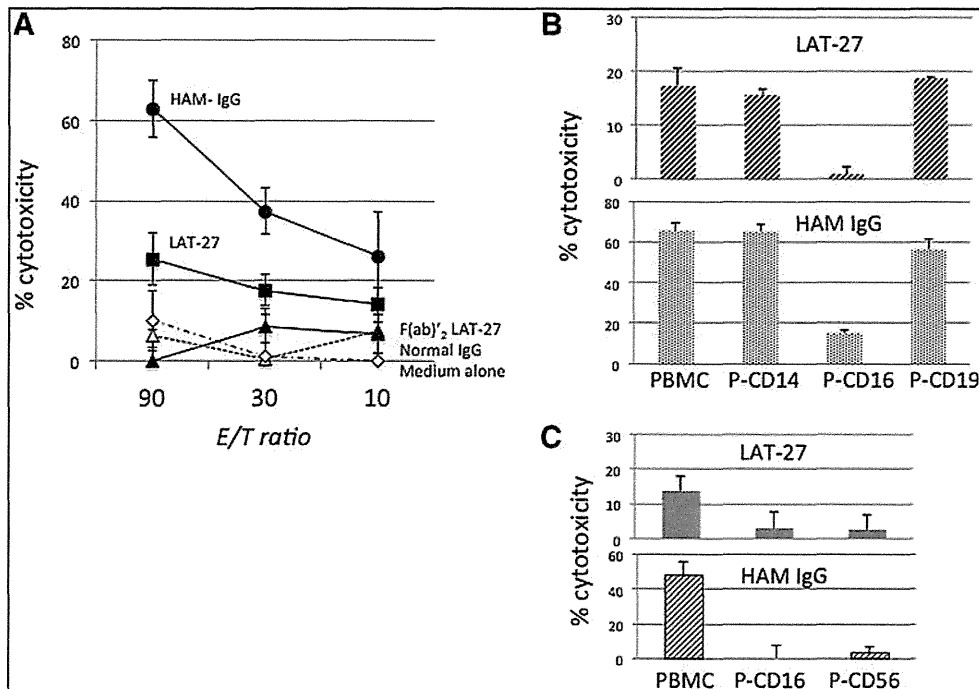 A
80
60
40
20
0
% cytotoxicity
HAM- IgG
LAT-27
F(ab)'₂ LAT-27
Normal IgG
Medium alone
90 30 10
E/T ratio
B
30
20
10
0
LAT-27
% cytotoxicity
80
60
40
20
0
HAM IgG
PBMC P-CD14 P-CD16 P-CD19
C
30
20
10
0
LAT-27
% cytotoxicity
60
40
20
0
HAM IgG
PBMC P-CD16 P-CD56